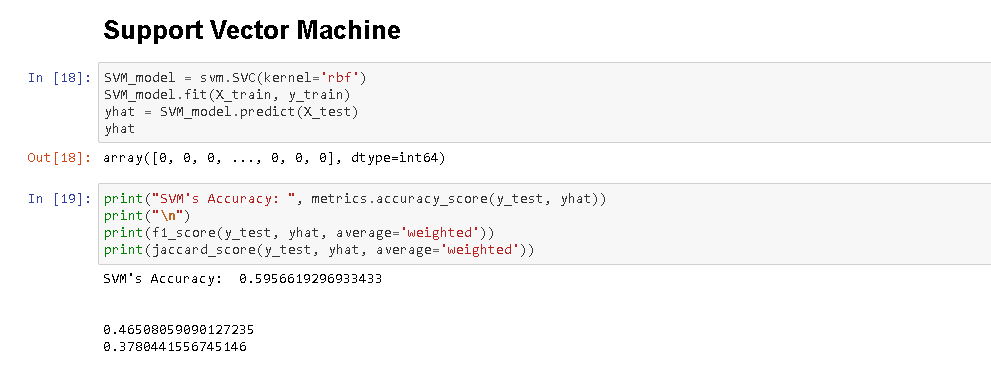 Support Vector Machine
In [18]: SVM_model = svm.SVC(kernel='rbf')
SVM_model.fit(X_train, y_train)
yhat = SVM_model.predict(X_test)
yhat
Out[18]: array([0, 0, 0, ..., 0, 0, 0], dtype=int64)
In [19]: print("SVM's Accuracy: ", metrics.accuracy_score(y_test, yhat))
print("\n")
print(f1_score(y_test, yhat, average='weighted'))
print(jaccard_score(y_test, yhat, average='weighted'))
SVM's Accuracy:  0.5956619296933433
0.46508059090127235
0.3780441556745146